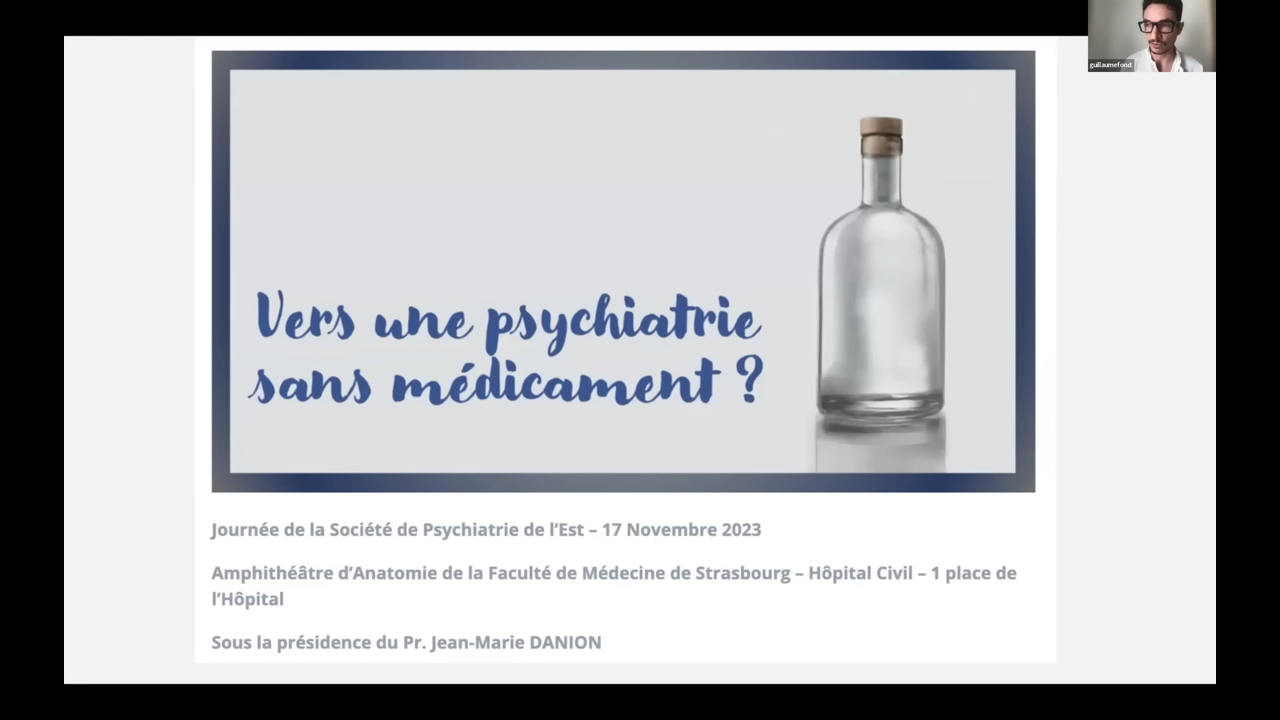 guillaumefond
Vers une psychiatrie
sans médicament ?
Journée de la Société de Psychiatrie de l'Est – 17 Novembre 2023
Amphithéâtre d'Anatomie de la Faculté de Médecine de Strasbourg – Hôpital Civil – 1 place de
l'Hôpital
Sous la présidence du Pr. Jean-Marie DANION